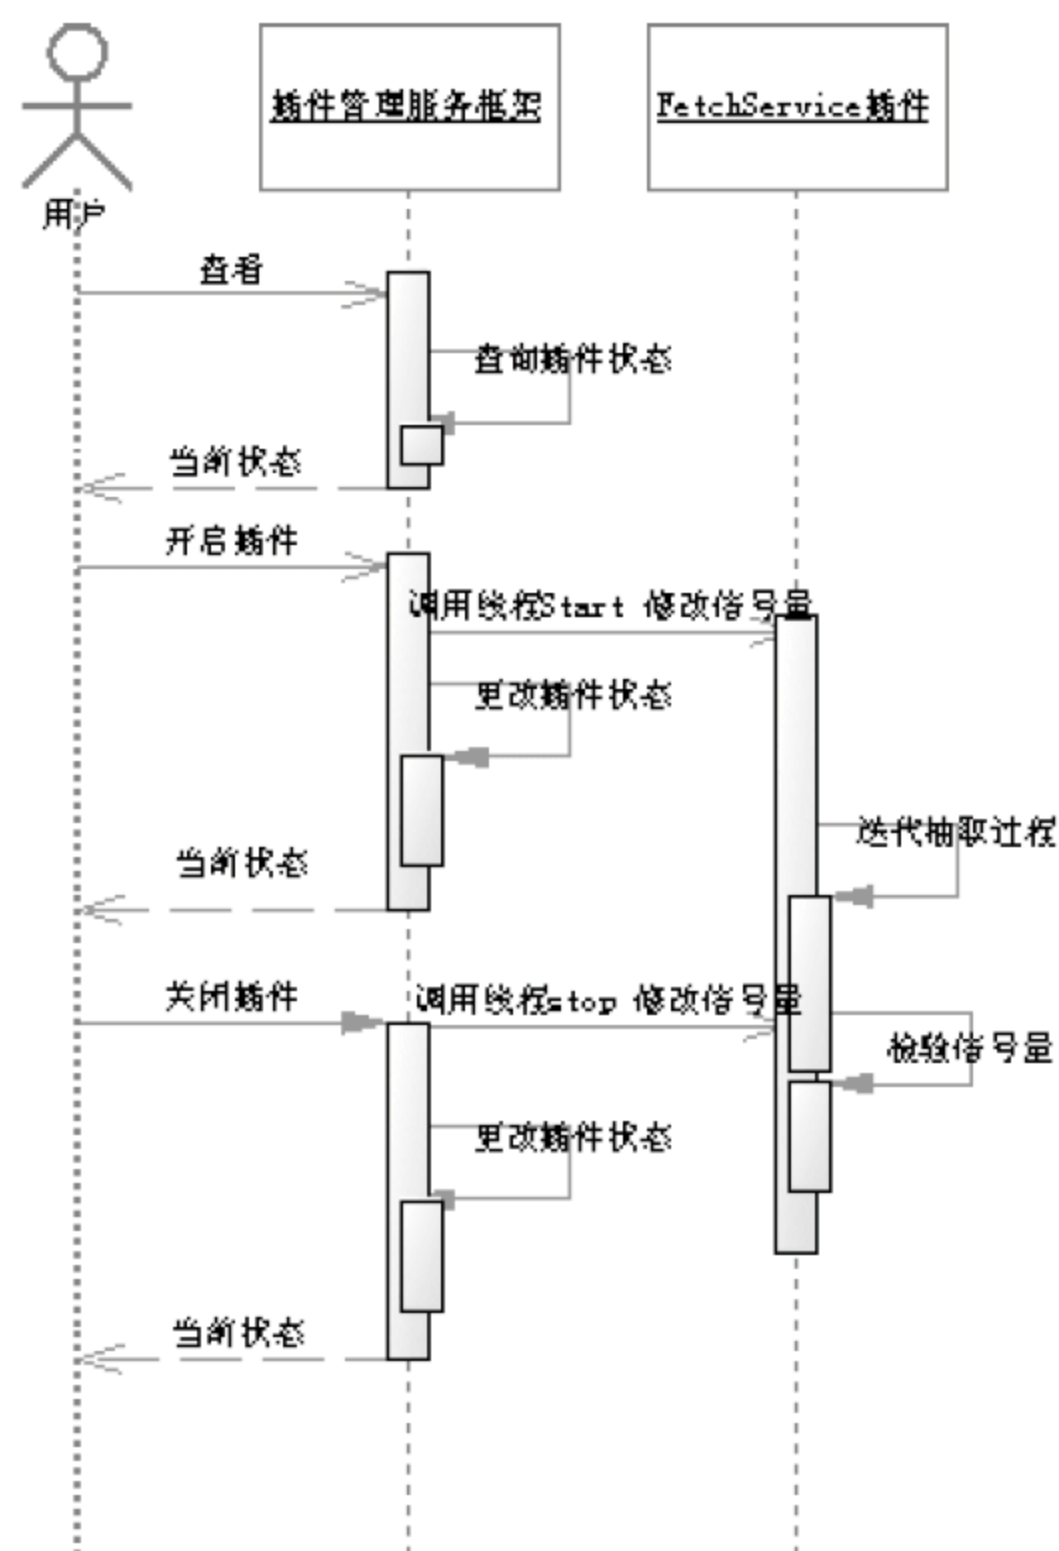 插件管理服务框架
FetchService插件
用户
查看
查询插件状态
当前状态
开启插件
调用线程Start 修改信号量
更改插件状态
迭代抽取过程
当前状态
关闭插件
调用线程stop 修改信号量
检验信号量
更改插件状态
当前状态